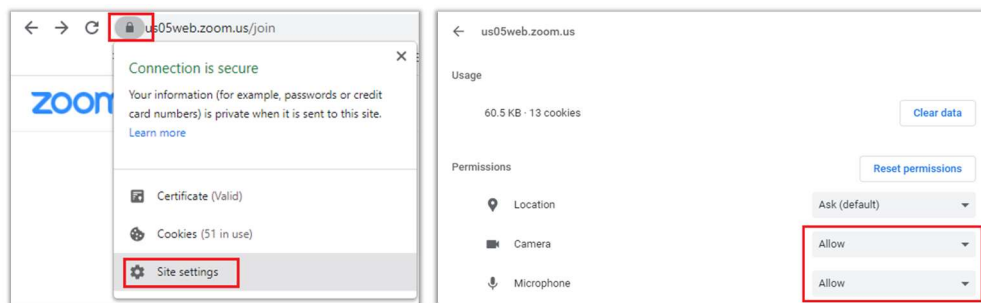 us05web.zoom.us/join
zoom
Connection is secure
Your information (for example, passwords or credit
card numbers) is private when it is sent to this site.
Learn more
Certificate (Valid)
Cookies (51 in use)
Site settings
us05web.zoom.us
Usage
60.5 KB · 13 cookies
Clear data
Permissions
Reset permissions
Location
Ask (default)
Camera
Allow
Microphone
Allow